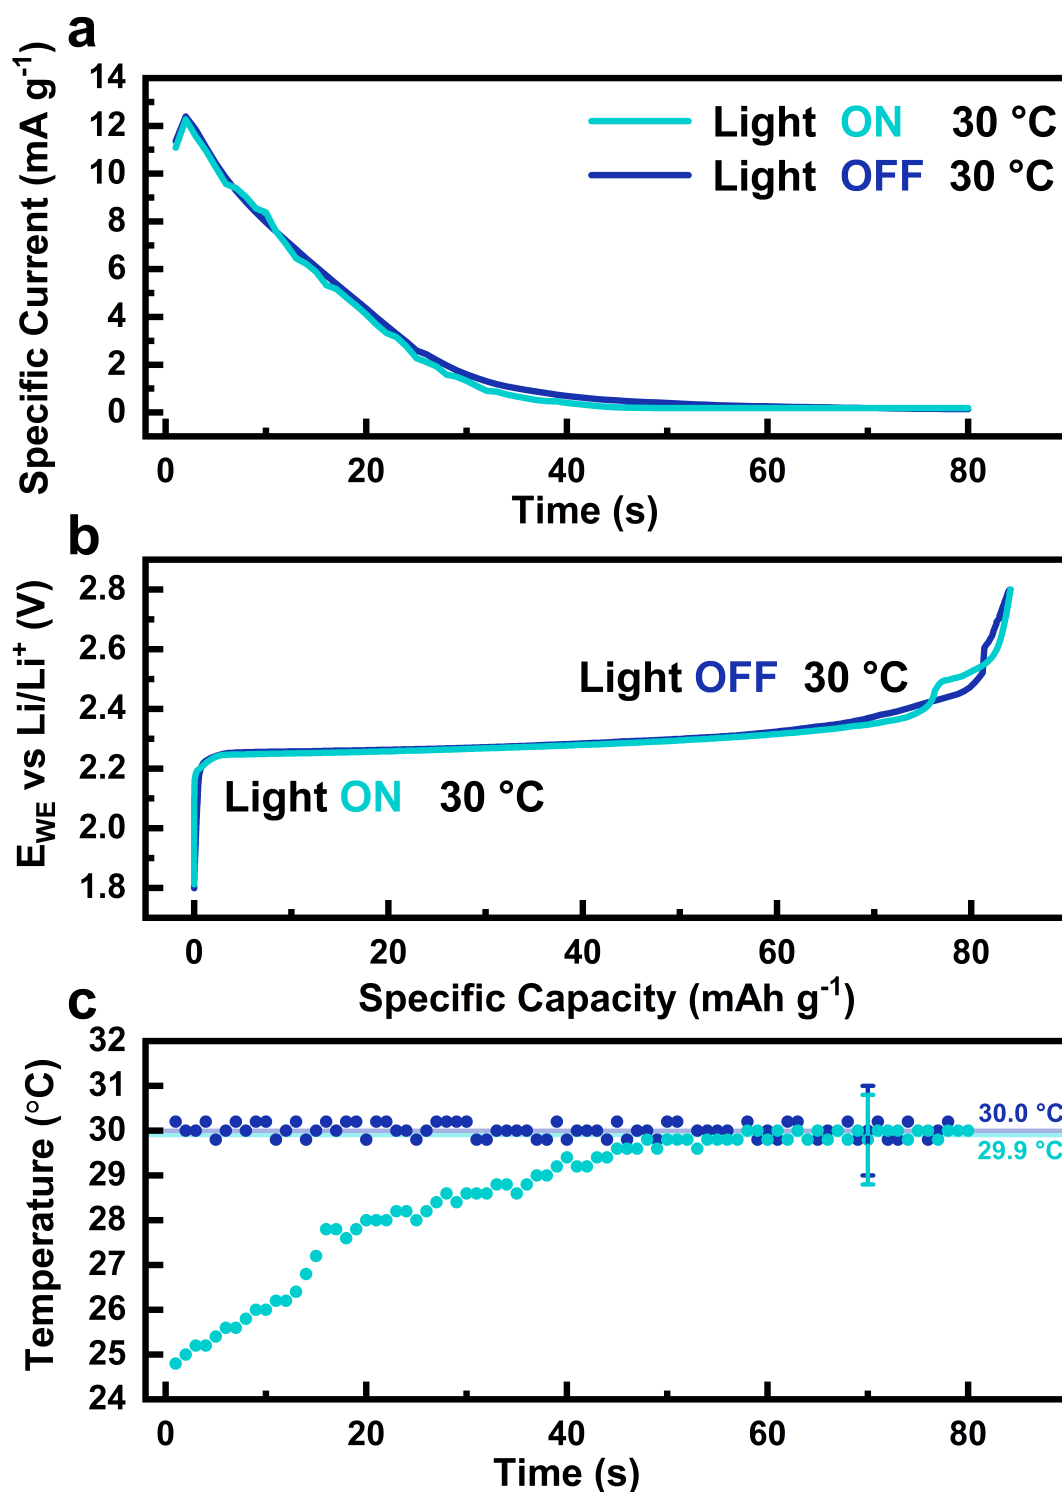 a
Specific Current (mA g⁻¹)
14
12
10
8
6
4
2
0
Light ON 30 °C
Light OFF 30 °C
0 20 40 60 80
Time (s)
b
E_WE vs Li/Li⁺ (V)
2.8
2.6
2.4
2.2
2.0
1.8
Light OFF 30 °C
Light ON 30 °C
0 20 40 60 80
Specific Capacity (mAh g⁻¹)
c
Temperature (°C)
32
31
30
29
28
27
26
25
24
30.0 °C
29.9 °C
0 20 40 60 80
Time (s)